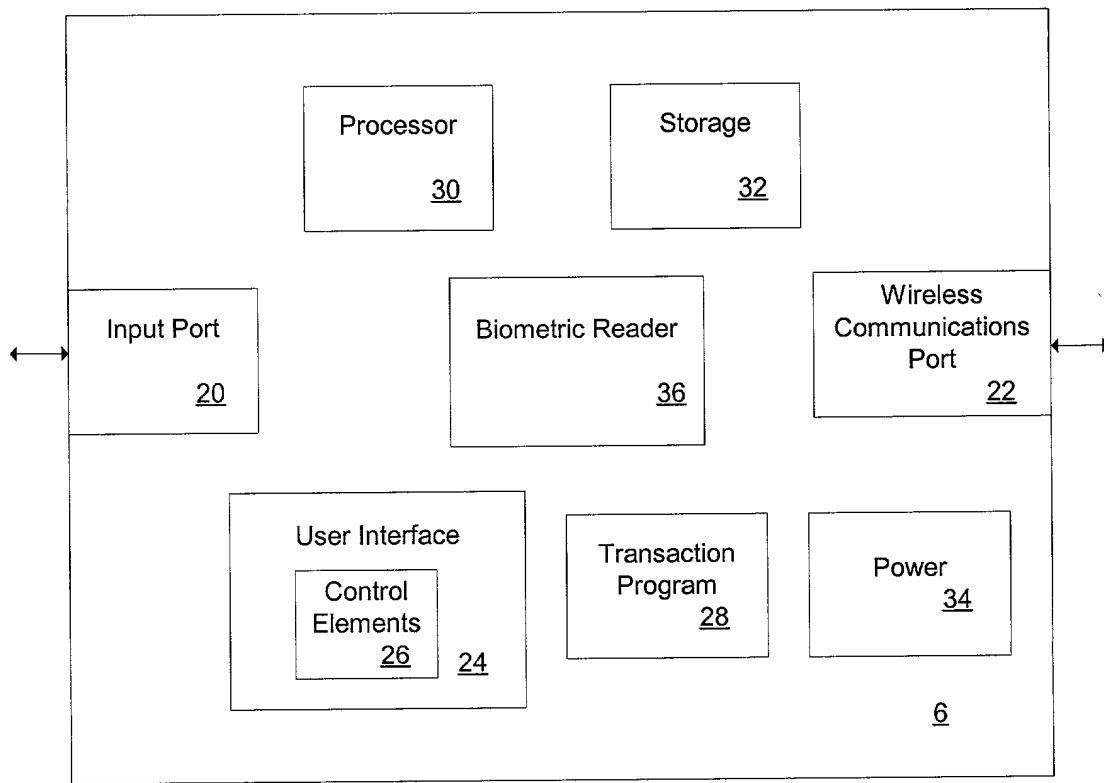 Processor
30
Storage
32
Input Port
20
Biometric Reader
36
Wireless
Communications
Port
22
User Interface
Control
Elements
26
24
Transaction
Program
28
Power
34
6